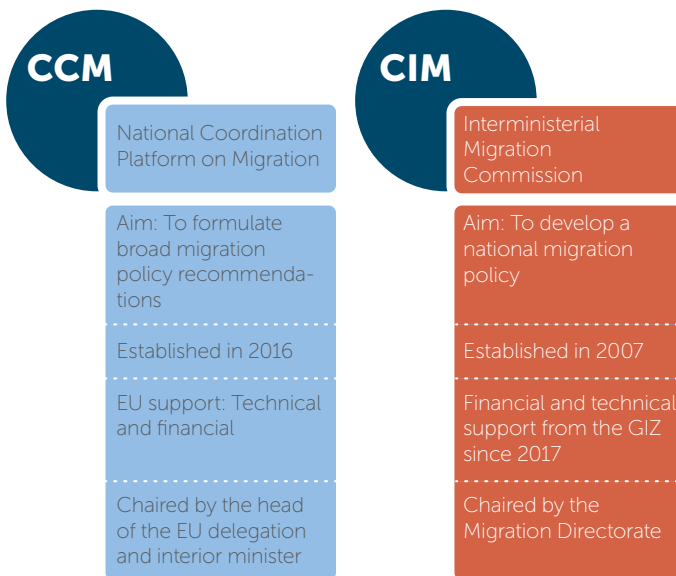 CCM
National Coordination
Platform on Migration
Aim: To formulate
broad migration
policy recommenda-
tions
Established in 2016
EU support: Technical
and financial
Chaired by the head
of the EU delegation
and interior minister
CIM
Interministerial
Migration
Commission
Aim: To develop a
national migration
policy
Established in 2007
Financial and technical
support from the GIZ
since 2017
Chaired by the
Migration Directorate